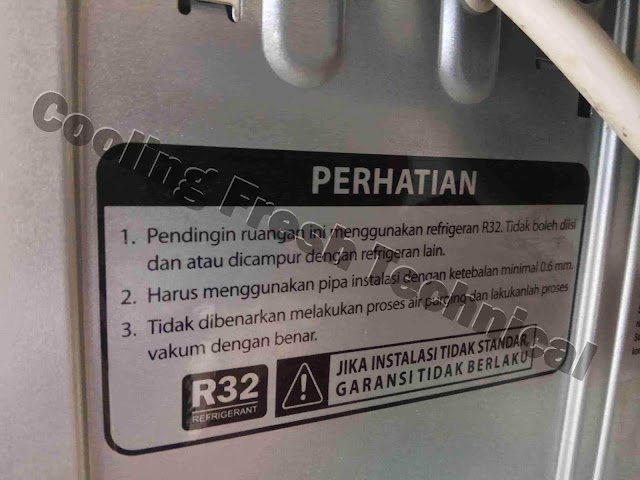 PERHATIAN
1. Pendingin ruangan ini menggunakan refrigeran R32. Tidak boleh diisi
dan atau dicampur dengan refrigeran lain.
2. Harus menggunakan pipa instalasi dengan ketebalan minimal 0.6 mm.
3. Tidak dibenarkan melakukan proses air purging dan lakukanlah proses
vakum dengan benar.
R32
REFRIGERANT
JIKA INSTALASI TIDAK STANDAR,
GARANSI TIDAK BERLAKU
Cooling Fresh Technical